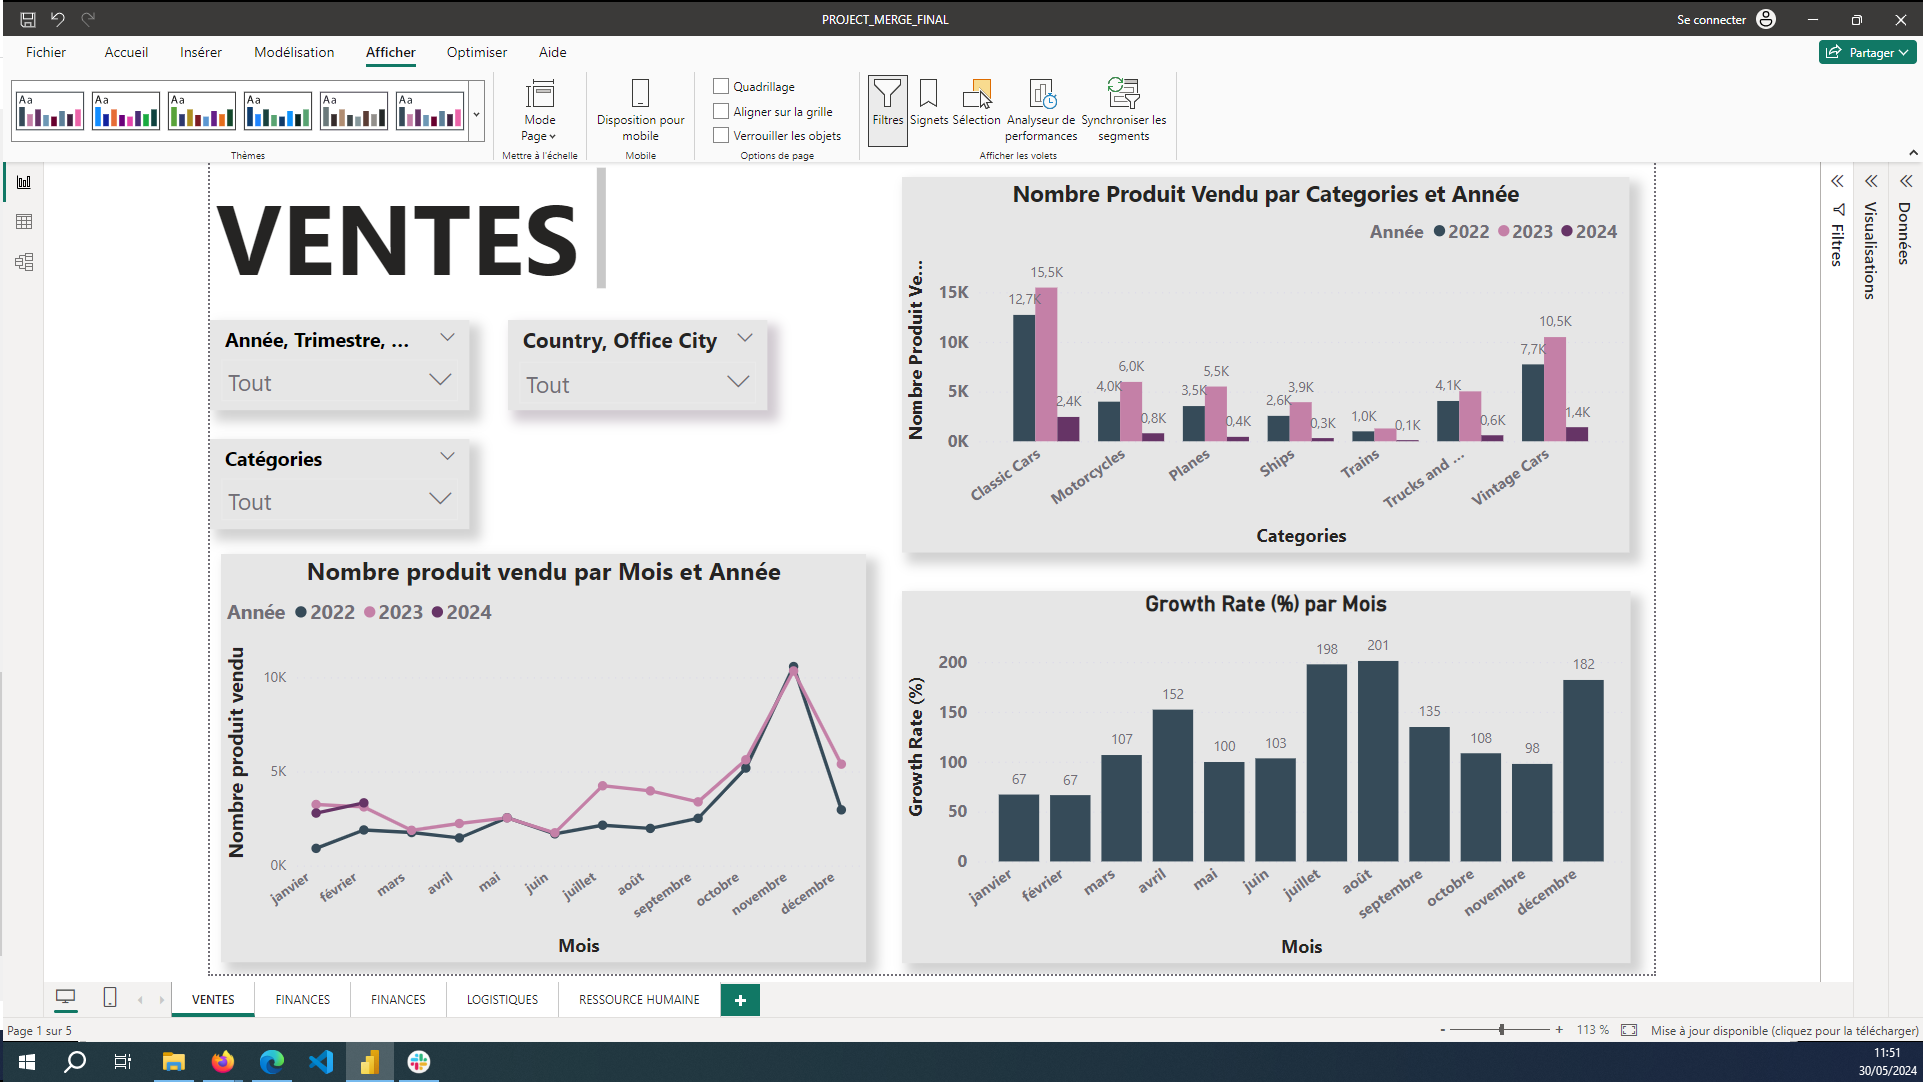 PROJECT_MERGE_FINAL
Se connecter
Fichier
Accueil
Insérer
Modélisation
Afficher
Optimiser
Aide
Partager
Aa
Aa
Aa
Aa
Aa
Aa
Thèmes
Mode
Page
Mettre à l'échelle
Disposition pour
mobile
Mobile
Quadrillage
Aligner sur la grille
Verrouiller les objets
Options de page
Filtres
Signets
Sélection
Analyseur de
performances
Synchroniser les
segments
Afficher les volets
VENTES
Année, Trimestre, ...
Tout
Country, Office City
Tout
Catégories
Tout
Nombre Produit Vendu par Categories et Année
Année 2022 2023 2024
Nombre Produit Ve...
15K
10K
5K
0K
12,7K
15,5K
2,4K
4,0K
6,0K
0,8K
3,5K
5,5K
0,4K
2,6K
3,9K
0,3K
1,0K
0,1K
4,1K
0,6K
7,7K
10,5K
1,4K
Classic Cars
Motorcycles
Planes
Ships
Trains
Trucks and ...
Vintage Cars
Categories
Nombre produit vendu par Mois et Année
Année 2022 2023 2024
Nombre produit vendu
10K
5K
0K
janvier
février
mars
avril
mai
juin
juillet
août
septembre
octobre
novembre
décembre
Mois
Growth Rate (%) par Mois
Growth Rate (%)
200
150
100
50
0
67
67
107
152
100
103
198
201
135
108
98
182
janvier
février
mars
avril
mai
juin
juillet
août
septembre
octobre
novembre
décembre
Mois
Filtres
Visualisations
Données
VENTES
FINANCES
FINANCES
LOGISTIQUES
RESSOURCE HUMAINE
+
Page 1 sur 5
- + 113 %
Mise à jour disponible (cliquez pour la télécharger)
11:51
30/05/2024